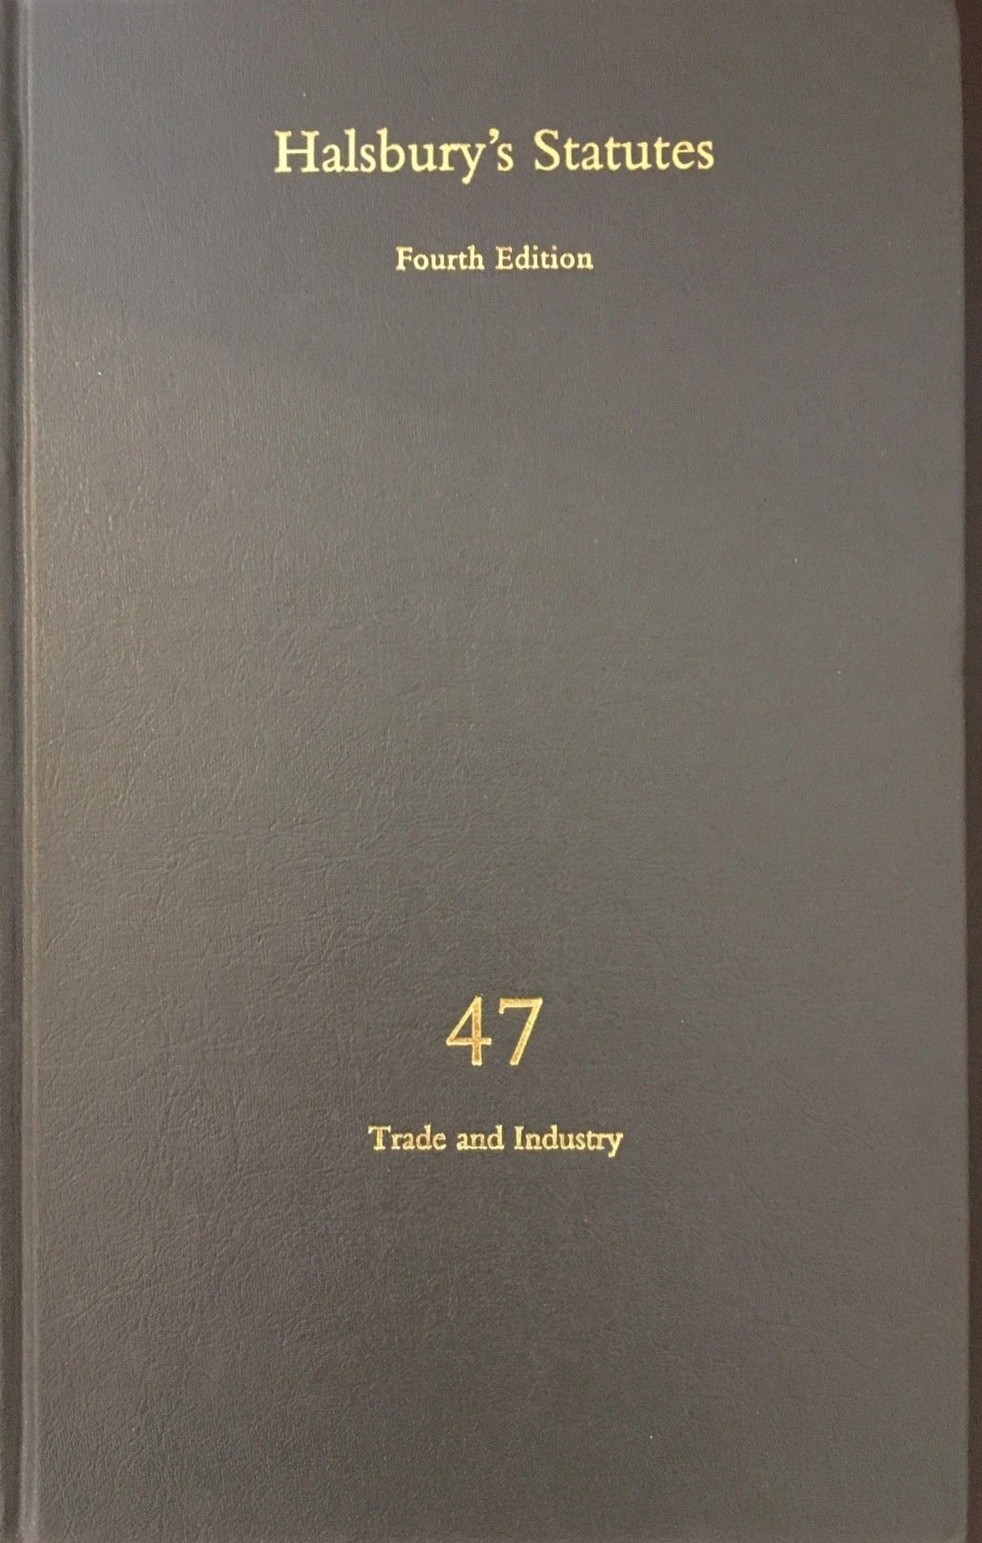 Halsbury's Statutes
Fourth Edition
47
Trade and Industry